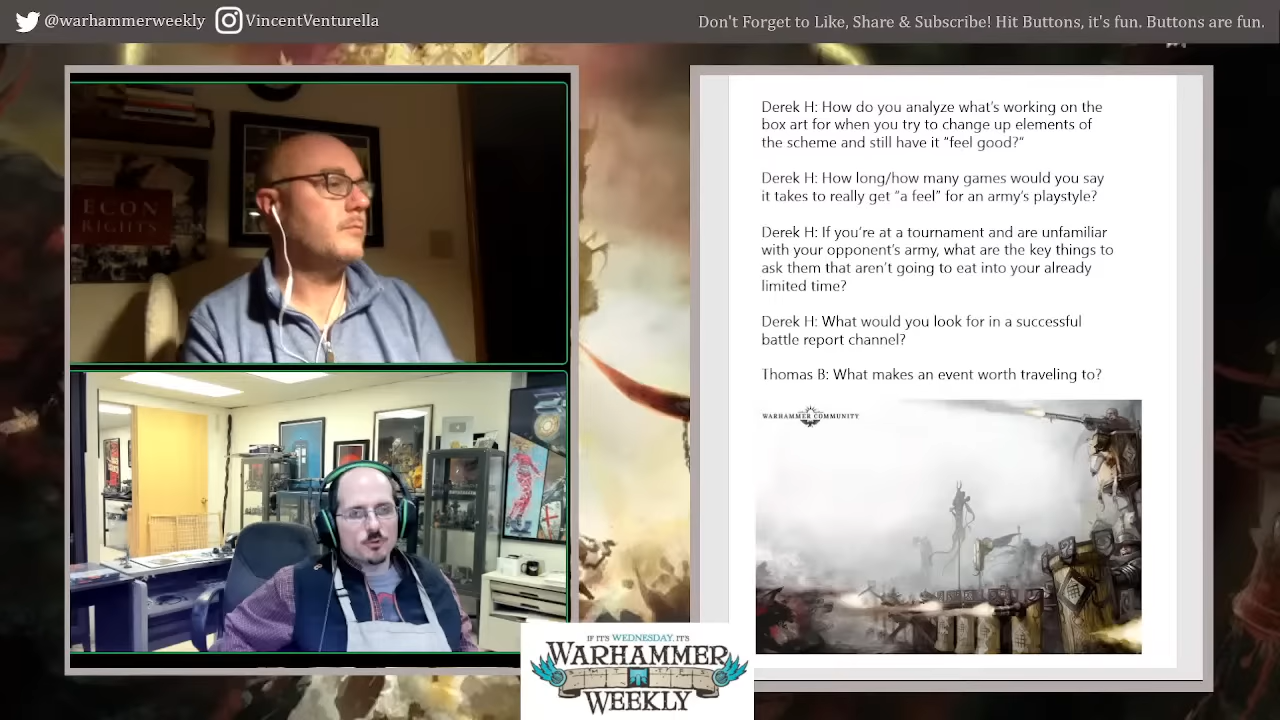 @warhammerweekly VincentVenturella
Don't Forget to Like, Share & Subscribe! Hit Buttons, it's fun. Buttons are fun.
ECON
RIGHTS
Derek H: How do you analyze what's working on the
box art for when you try to change up elements of
the scheme and still have it "feel good?"
Derek H: How long/how many games would you say
it takes to really get "a feel" for an army's playstyle?
Derek H: If you're at a tournament and are unfamiliar
with your opponent's army, what are the key things to
ask them that aren't going to eat into your already
limited time?
Derek H: What would you look for in a successful
battle report channel?
Thomas B: What makes an event worth traveling to?
WARHAMMER COMMUNITY
IF IT'S WEDNESDAY, IT'S
WARHAMMER
WEEKLY